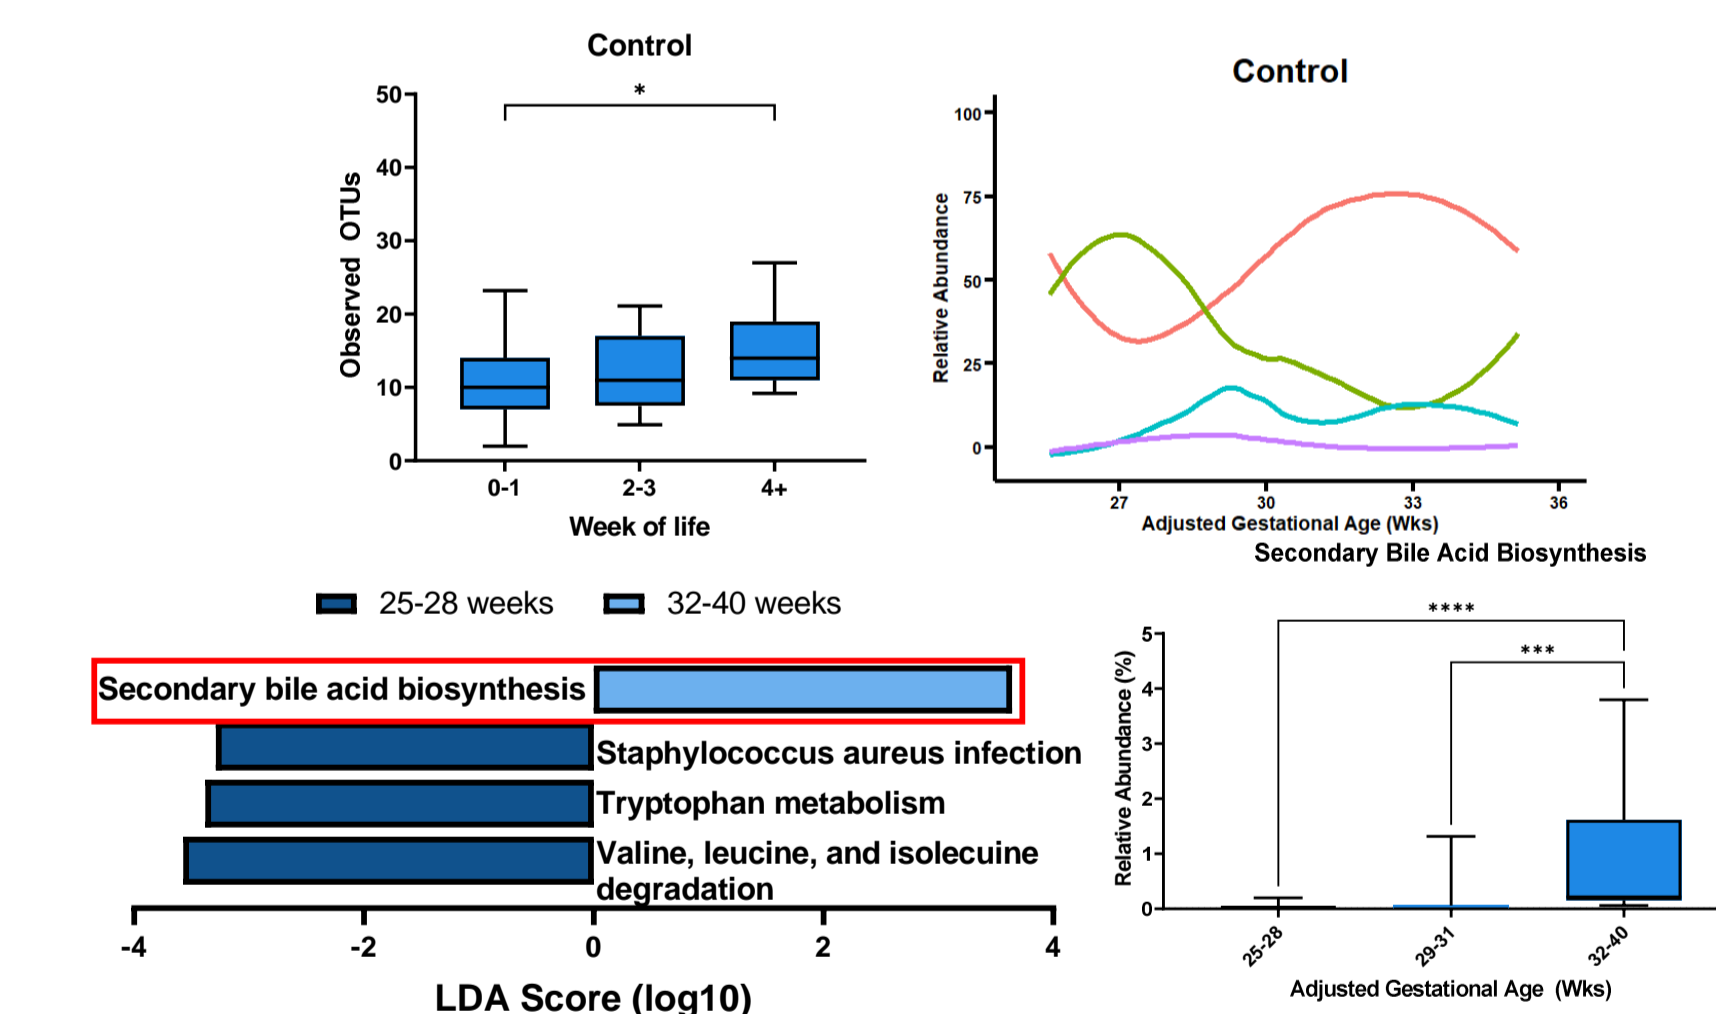 Control
*
50
40
30
20
10
0
Observed OTUs
0-1 2-3 4+
Week of life
Control
100
75
50
25
0
Relative Abundance
27 30 33 36
Adjusted Gestational Age (Wks)
25-28 weeks 32-40 weeks
Secondary bile acid biosynthesis
Staphylococcus aureus infection
Tryptophan metabolism
Valine, leucine, and isolecuine
degradation
-4 -2 0 2 4
LDA Score (log10)
Secondary Bile Acid Biosynthesis
****
***
5
4
3
2
1
0
Relative Abundance (%)
25-28 29-31 32-40
Adjusted Gestational Age (Wks)